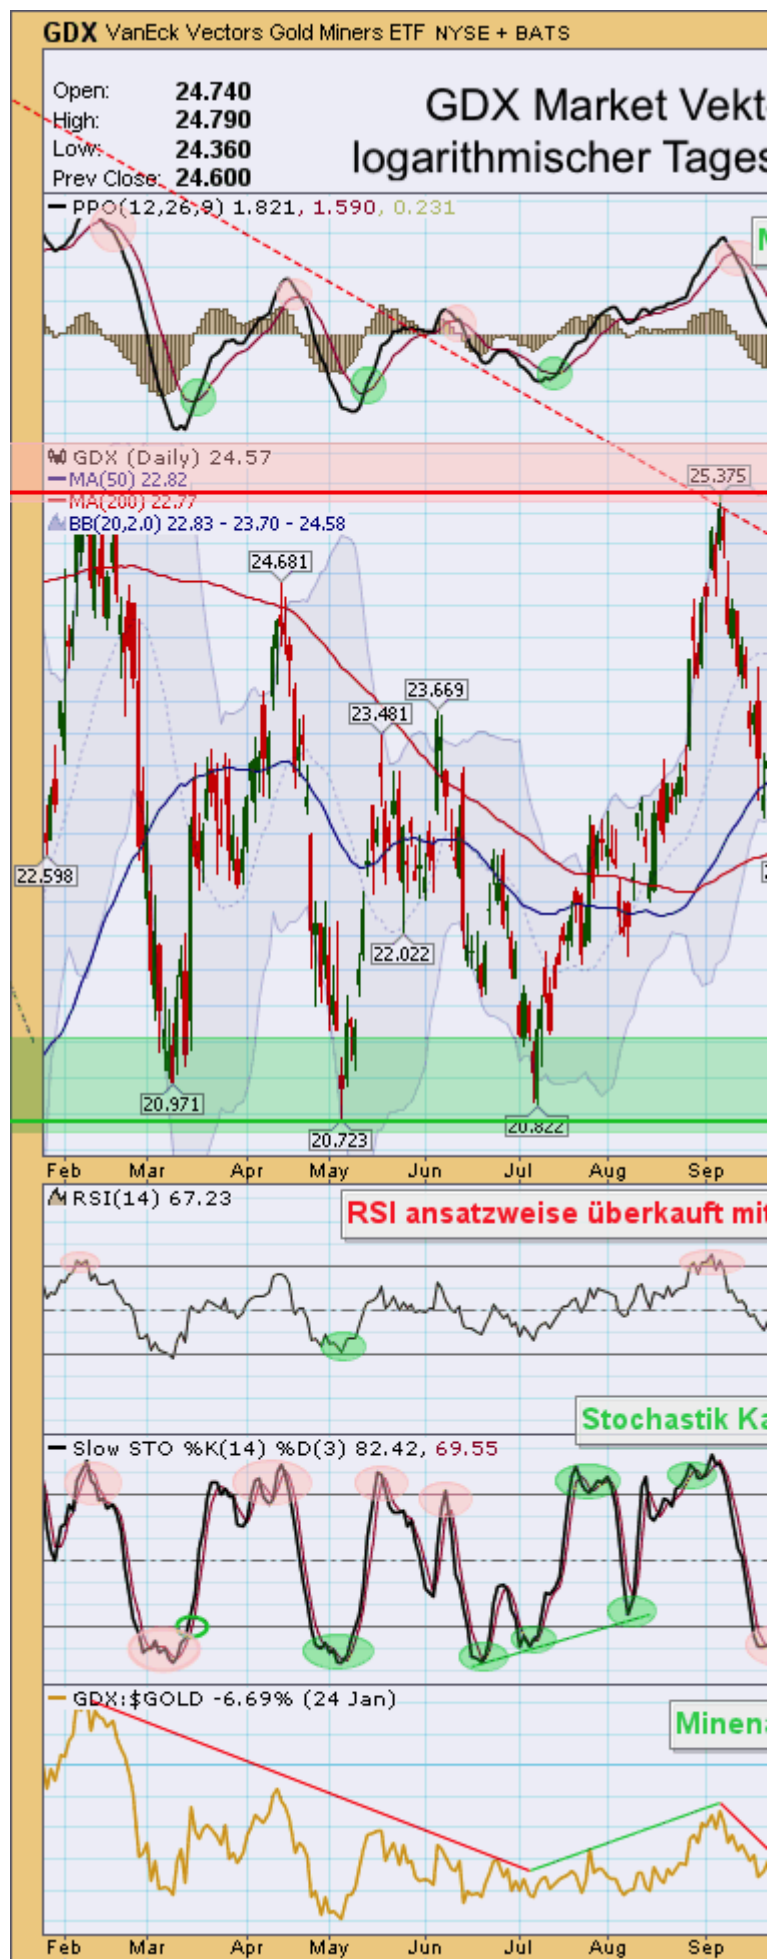 GDX VanEck Vectors Gold Miners ETF NYSE + BATS
Open: 24.740
High: 24.790
Low: 24.360
Prev Close: 24.600
GDX Market
logarithmischer
PPO(12,26,9) 1.821, 1.590, 0.231
GDX (Daily) 24.57
MA(50) 22.82
MA(200) 22.77
BB(20,2.0) 22.83 - 23.70 - 24.58
25.375
24.681
23.669
23.481
22.598
22.022
20.971
20.822
20.723
Feb Mar Apr May Jun Jul Aug Sep
RSI(14) 67.23
RSI ansatzweise überkauft mit
Stochastik
Slow STO %K(14) %D(3) 82.42, 69.55
GDX:$GOLD -6.69% (24 Jan)
Feb Mar Apr May Jun Jul Aug Sep